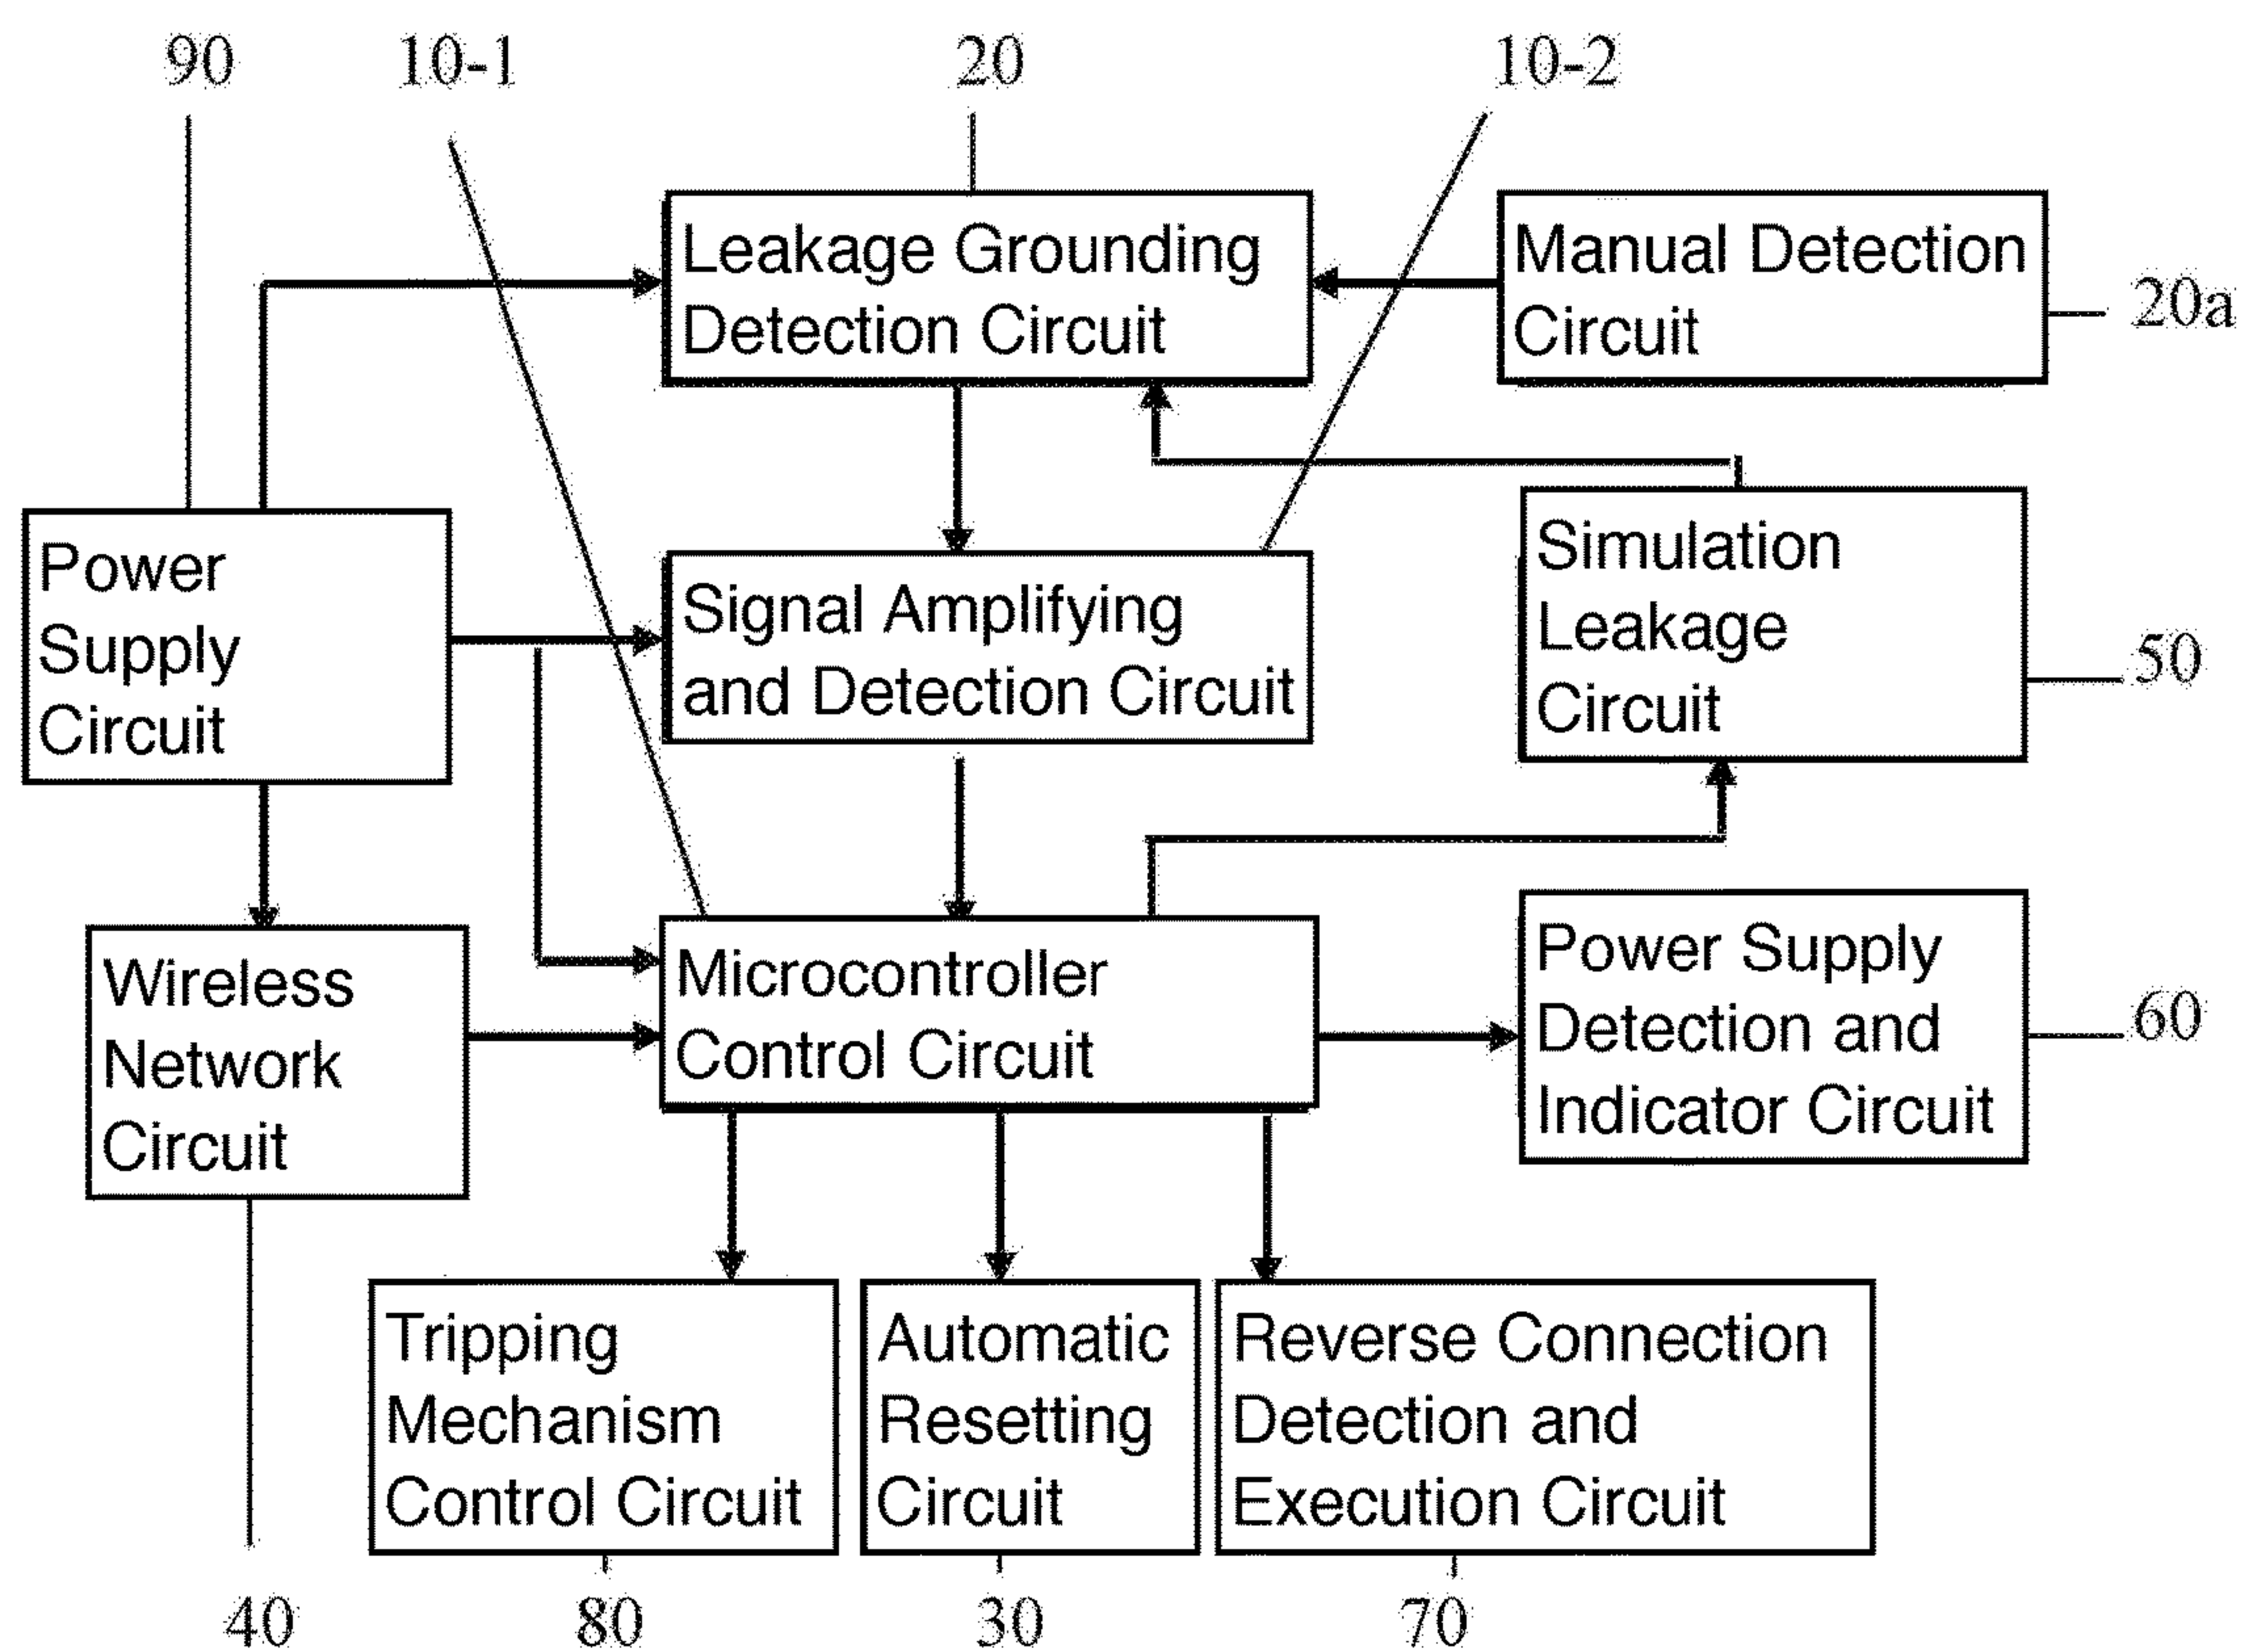 90
10-1
20
10-2
Leakage Grounding
Detection Circuit
Manual Detection
Circuit
20a
Power
Supply
Circuit
Signal Amplifying
and Detection Circuit
Simulation
Leakage
Circuit
50
Wireless
Network
Circuit
Microcontroller
Control Circuit
Power Supply
Detection and
Indicator Circuit
60
Tripping
Mechanism
Control Circuit
Automatic
Resetting
Circuit
Reverse Connection
Detection and
Execution Circuit
40
80
30
70